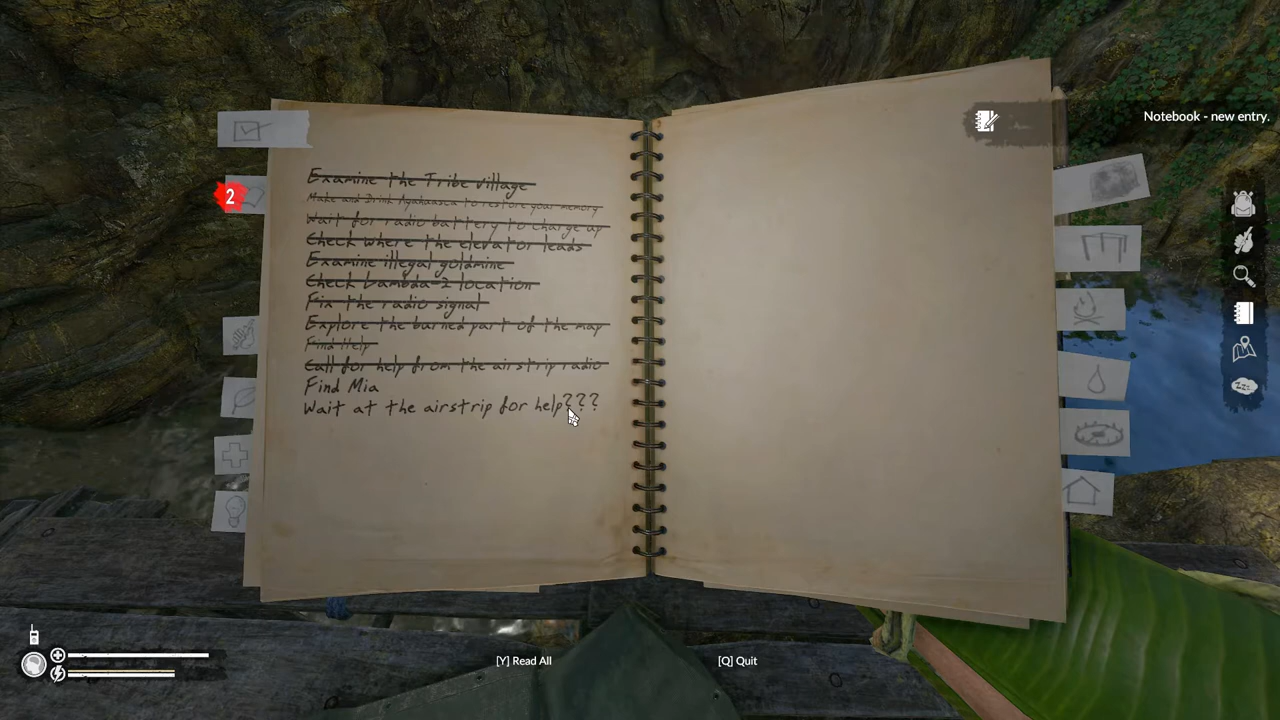 Notebook - new entry.
2
Examine the Tribe village
Make and Drink Ayahuasca to restore your memory
Wait for radio battery to charge up
Check where the elevator leads
Examine illegal goldmine
Check Lambda-2 location
Fix the radio signal
Explore the burned part of the map
Find Help
Call for help from the airstrip radio
Find Mia
Wait at the airstrip for help???
[Y] Read All
[Q] Quit